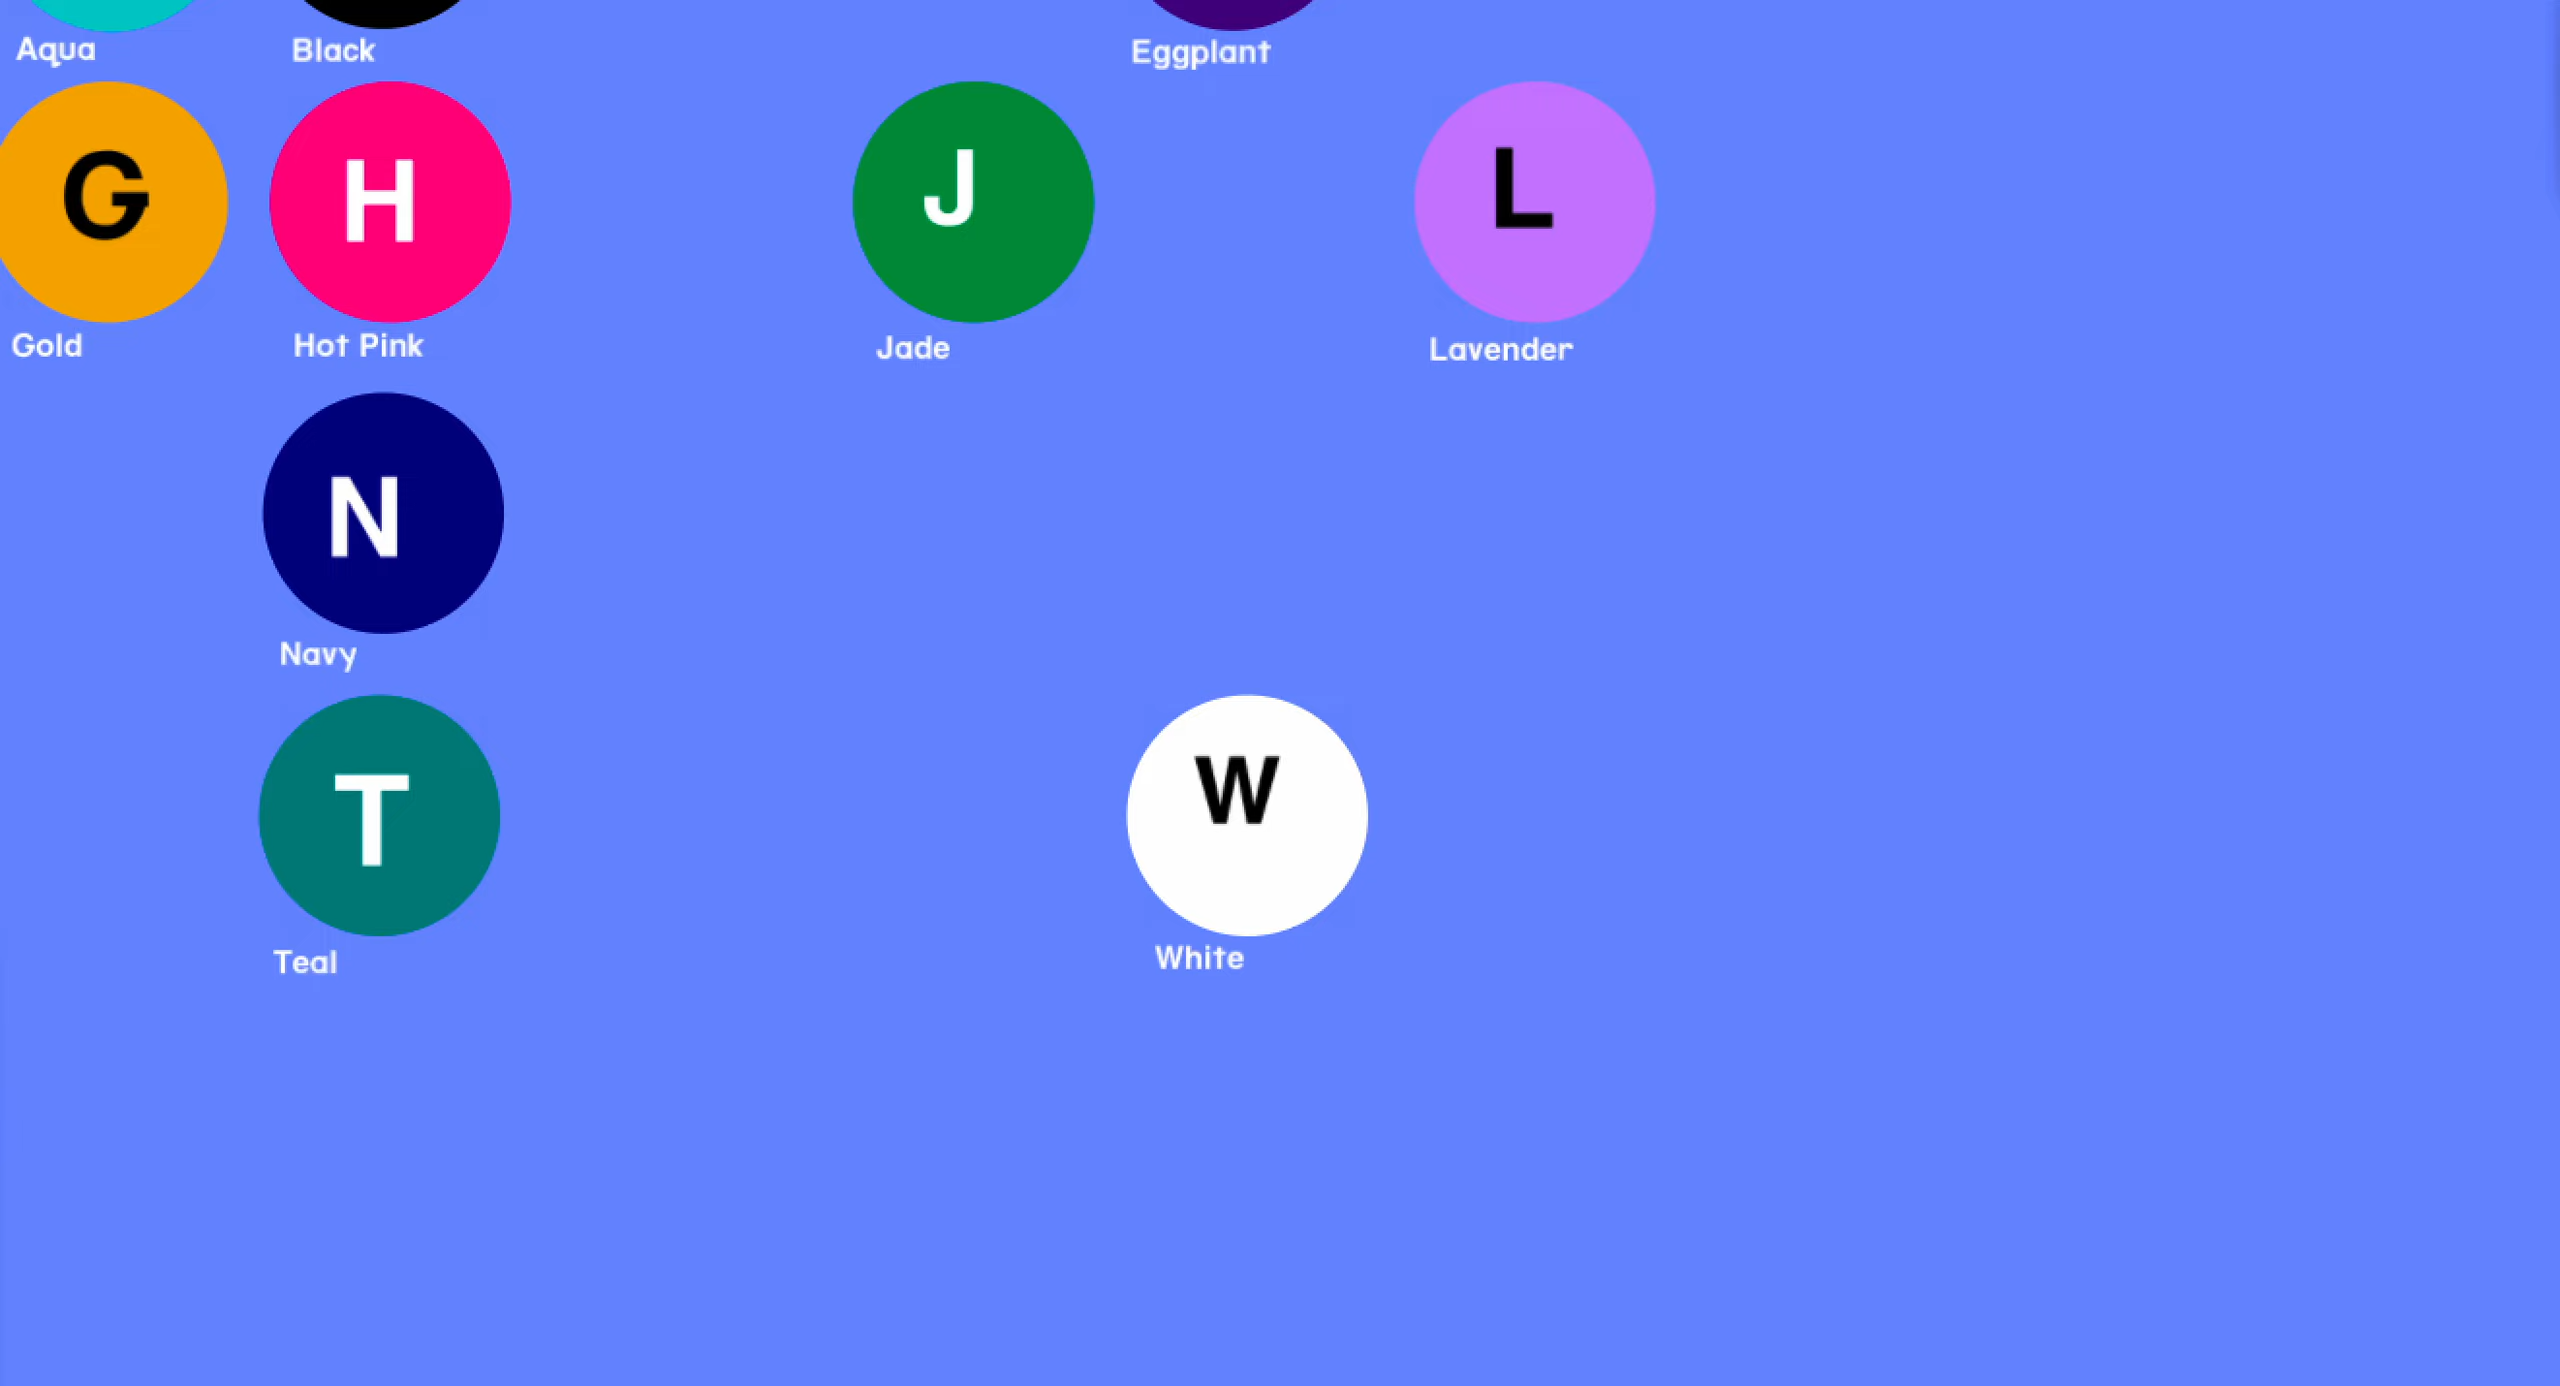 Aqua Black Eggplant
G H J L
Gold Hot Pink Jade Lavender
N
Navy
T W
Teal White